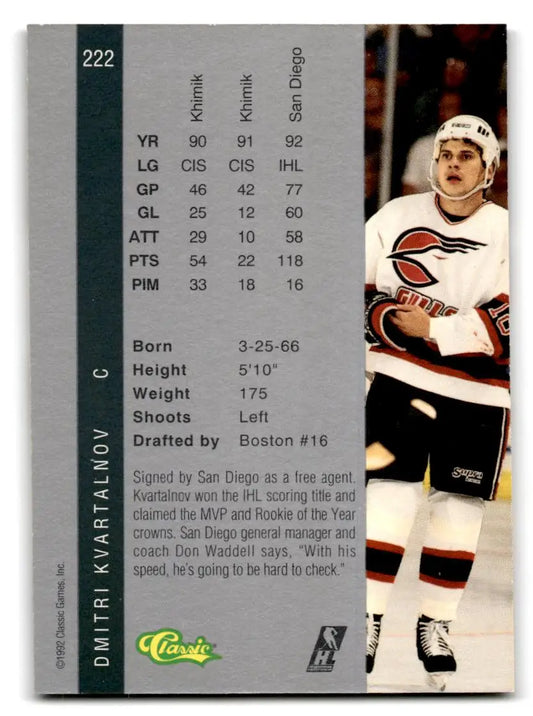 222
Khimik Khimik San Diego
YR 90 91 92
LG CIS CIS IHL
GP 46 42 77
GL 25 12 60
ATT 29 10 58
PTS 54 22 118
PIM 33 18 16
Born 3-25-66
Height 5'10"
Weight 175
Shoots Left
Drafted by Boston #16
Signed by San Diego as a free agent.
Kvartalnov won the IHL scoring title and
claimed the MVP and Rookie of the Year
crowns. San Diego general manager and
coach Don Waddell says, "With his
speed, he's going to be hard to check."
DMITRI KVARTALNOV C
©1992 Classic Games, Inc.
Classic
GULLS
Supra